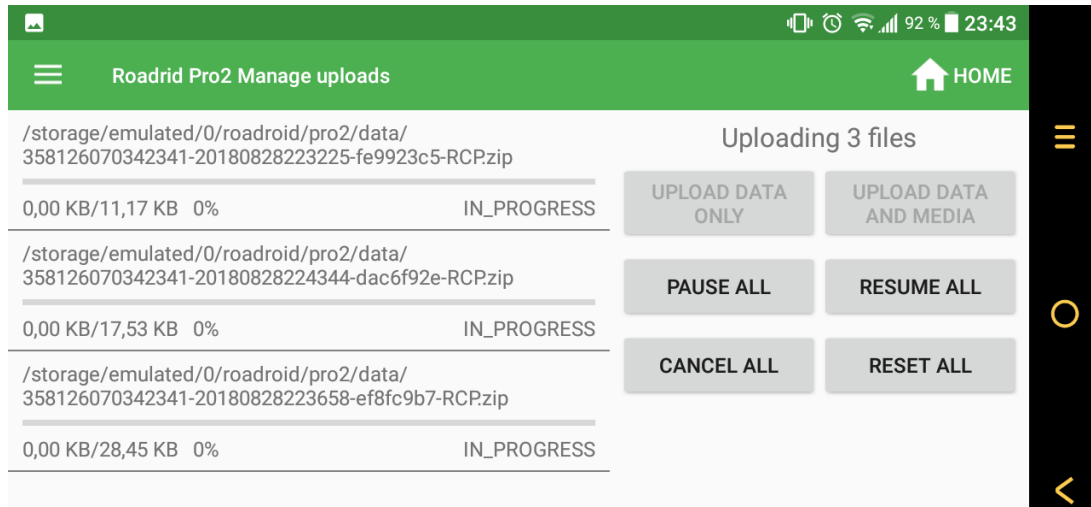 92 % 23:43
Roadrid Pro2 Manage uploads
HOME
/storage/emulated/0/roadroid/pro2/data/
358126070342341-20180828223225-fe9923c5-RCP.zip
0,00 KB/11,17 KB 0% IN_PROGRESS
/storage/emulated/0/roadroid/pro2/data/
358126070342341-20180828224344-dac6f92e-RCP.zip
0,00 KB/17,53 KB 0% IN_PROGRESS
/storage/emulated/0/roadroid/pro2/data/
358126070342341-20180828223658-ef8fc9b7-RCP.zip
0,00 KB/28,45 KB 0% IN_PROGRESS
Uploading 3 files
UPLOAD DATA
ONLY
UPLOAD DATA
AND MEDIA
PAUSE ALL
RESUME ALL
CANCEL ALL
RESET ALL